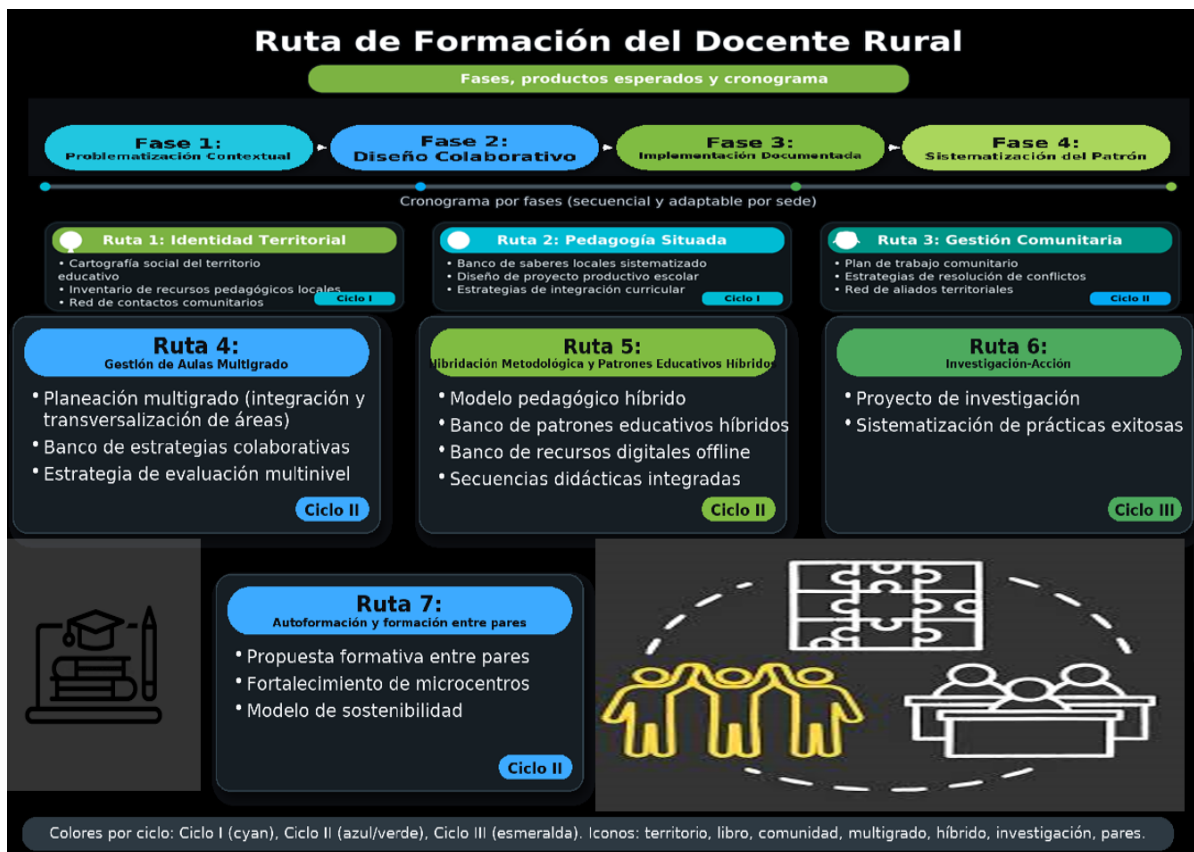 Ruta de Formación del Docente Rural
Fases, productos esperados y cronograma
Fase 1:
Problematización Contextual
Fase 2:
Diseño Colaborativo
Fase 3:
Implementación Documentada
Fase 4:
Sistematización del Patrón
Cronograma por fases (secuencial y adaptable por sede)
Ruta 1: Identidad Territorial
• Cartografía social del territorio
educativo
• Inventario de recursos pedagógicos locales
• Red de contactos comunitarios
Ciclo I
Ruta 2: Pedagogía Situada
• Banco de saberes locales sistematizado
• Diseño de proyecto productivo escolar
• Estrategias de integración curricular
Ciclo I
Ruta 3: Gestión Comunitaria
• Plan de trabajo comunitario
• Estrategias de resolución de conflictos
• Red de aliados territoriales
Ciclo II
Ruta 4:
Gestión de Aulas Multigrado
• Planeación multigrado (integración y
transversalización de áreas)
• Banco de estrategias colaborativas
• Estrategia de evaluación multinivel
Ciclo II
Ruta 5:
Hibridación Metodológica y Patrones Educativos Híbridos
• Modelo pedagógico híbrido
• Banco de patrones educativos híbridos
• Banco de recursos digitales offline
• Secuencias didácticas integradas
Ciclo II
Ruta 6:
Investigación-Acción
• Proyecto de investigación
• Sistematización de prácticas exitosas
Ciclo III
Ruta 7:
Autoformación y formación entre pares
• Propuesta formativa entre pares
• Fortalecimiento de microcentros
• Modelo de sostenibilidad
Ciclo II
Colores por ciclo: Ciclo I (cyan), Ciclo II (azul/verde), Ciclo III (esmeralda). Iconos: territorio, libro, comunidad, multigrado, híbrido, investigación, pares.